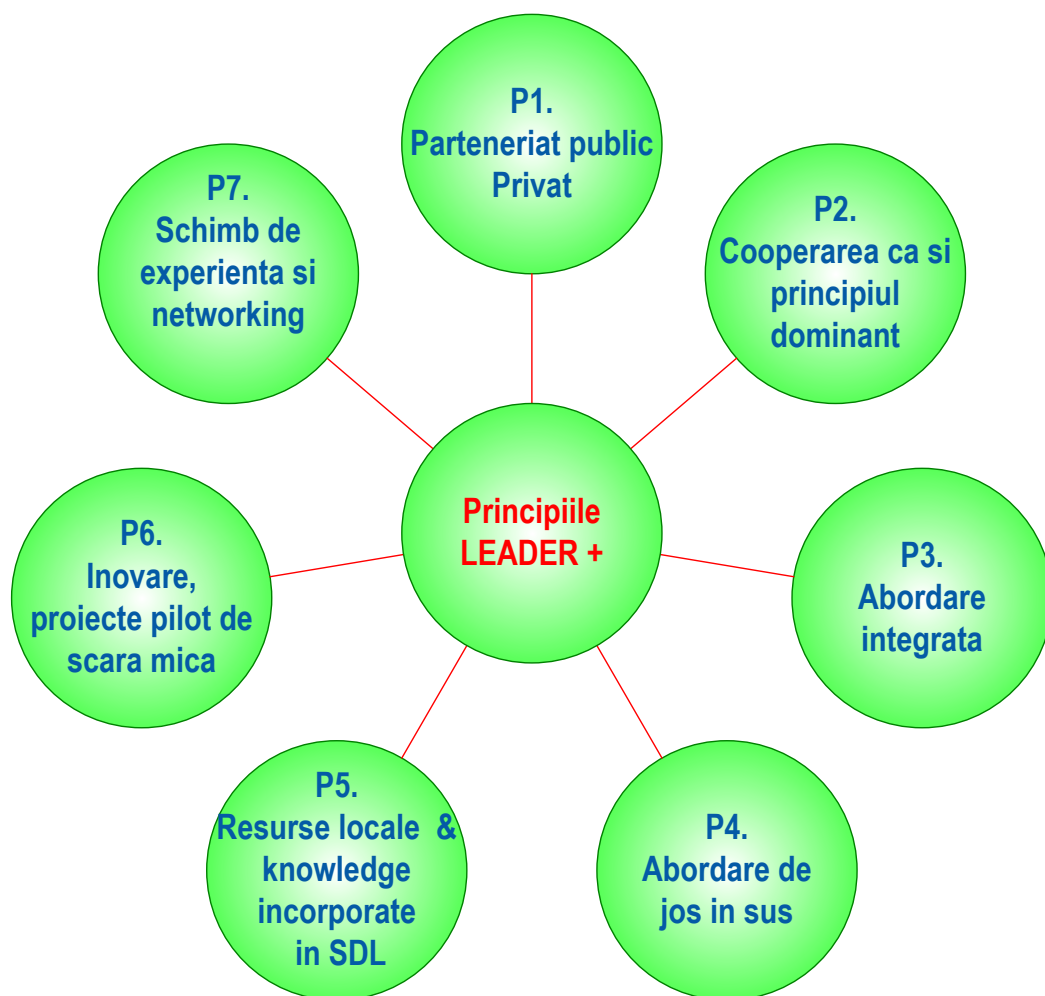 P1.
Parteneriat public
Privat
P2.
Cooperarea ca si
principiul
dominant
P3.
Abordare
integrata
P4.
Abordare de
jos in sus
P5.
Resurse locale &
knowledge
incorporate
in SDL
P6.
Inovare,
proiecte pilot de
scara mica
P7.
Schimb de
experienta si
networking
Principiile
LEADER +